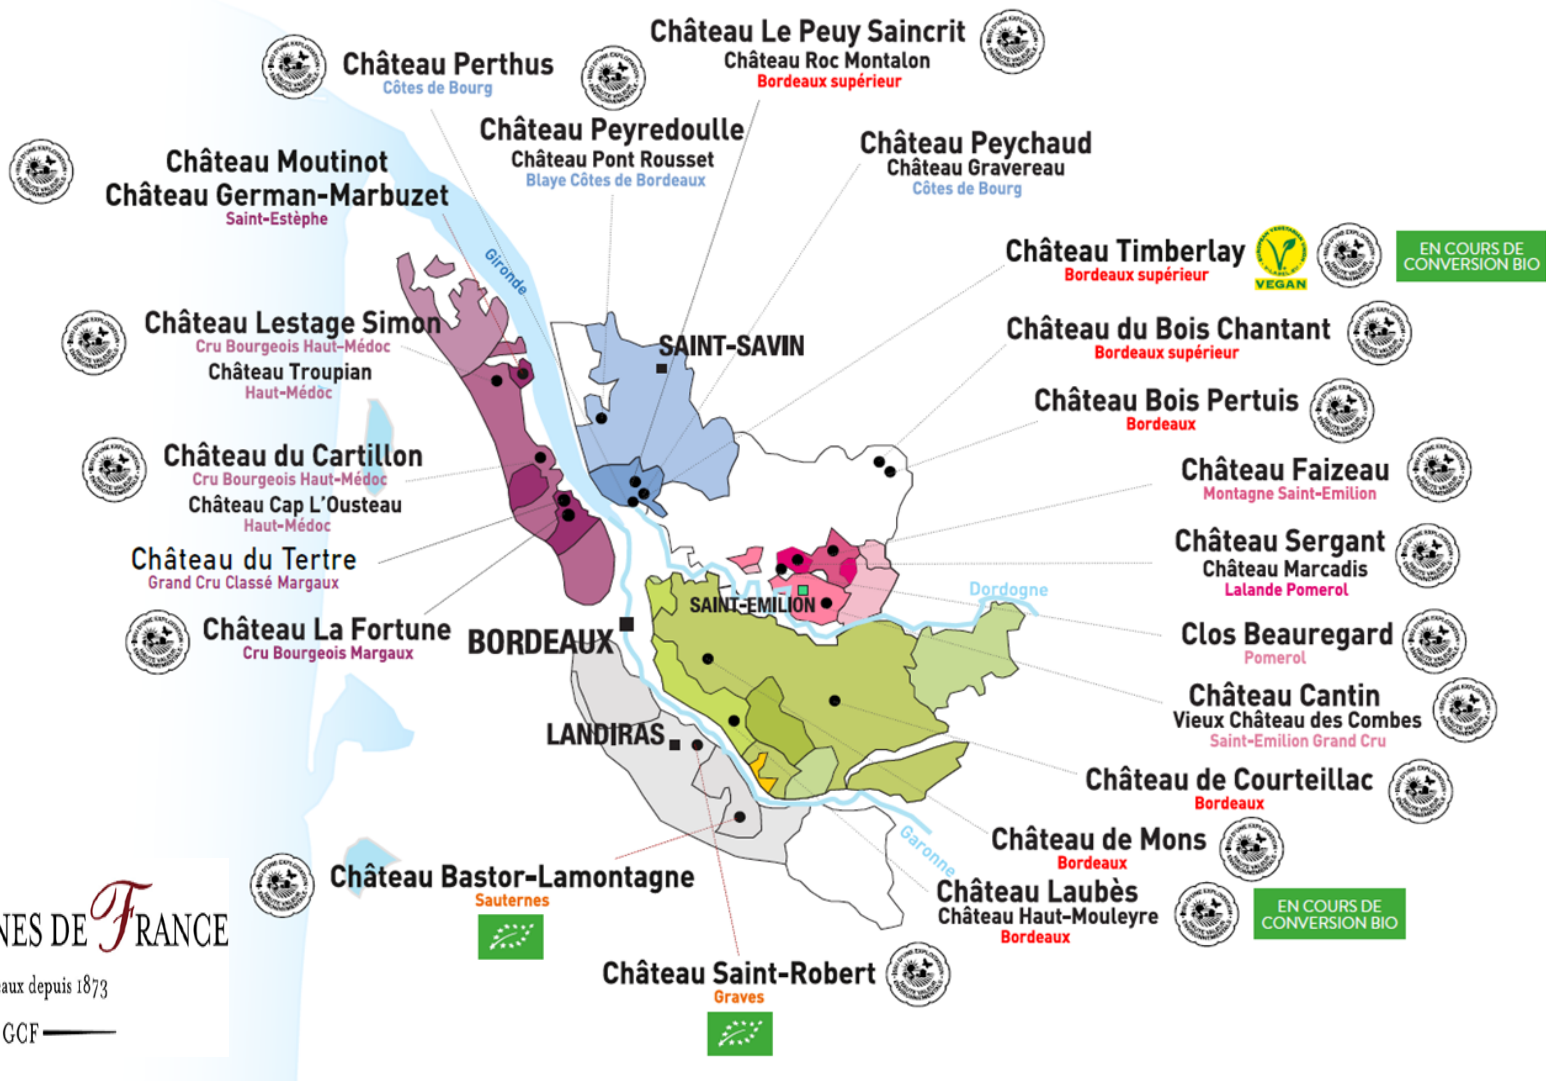 Château Le Peuy Saincrit
Château Roc Montalon
Bordeaux supérieur
Château Perthus
Côtes de Bourg
Château Peyredoulle
Château Pont Rousset
Blaye Côtes de Bordeaux
Château Peychaud
Château Gravereau
Côtes de Bourg
Château Moutinot
Château German-Marbuzet
Saint-Estèphe
Gironde
Château Timberlay
Bordeaux supérieur
VEGAN
EN COURS DE
CONVERSION BIO
Château Lestage Simon
Cru Bourgeois Haut-Médoc
Château Troupian
Haut-Médoc
SAINT-SAVIN
Château du Bois Chantant
Bordeaux supérieur
Château Bois Pertuis
Bordeaux
Château du Cartillon
Cru Bourgeois Haut-Médoc
Château Cap L'Ousteau
Haut-Médoc
Château Faizeau
Montagne Saint-Emilion
Château du Tertre
Grand Cru Classé Margaux
Château Sergant
Château Marcadis
Lalande Pomerol
Dordogne
SAINT-EMILION
Château La Fortune
Cru Bourgeois Margaux
BORDEAUX
Clos Beauregard
Pomerol
Château Cantin
Vieux Château des Combes
Saint-Emilion Grand Cru
LANDIRAS
Château de Courteillac
Bordeaux
Garonne
Château de Mons
Bordeaux
Château Bastor-Lamontagne
Sauternes
Château Laubès
Château Haut-Mouleyre
Bordeaux
EN COURS DE
CONVERSION BIO
Château Saint-Robert
Graves
NES DE FRANCE
eaux depuis 1873
GCF